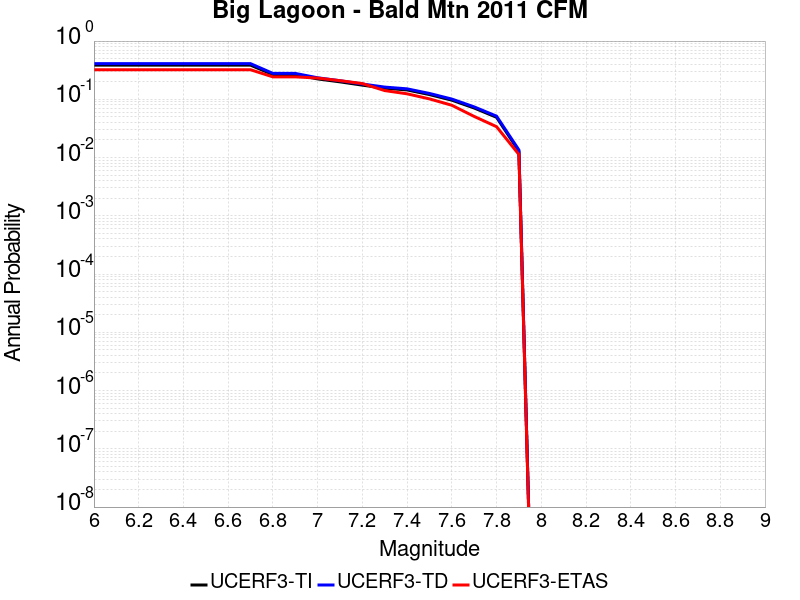 Big Lagoon - Bald Mtn 2011 CFM
10^0
10^-1
10^-2
10^-3
10^-4
10^-5
10^-6
10^-7
10^-8
Annual Probability
6 6.2 6.4 6.6 6.8 7 7.2 7.4 7.6 7.8 8 8.2 8.4 8.6 8.8 9
Magnitude
UCERF3-TI UCERF3-TD UCERF3-ETAS